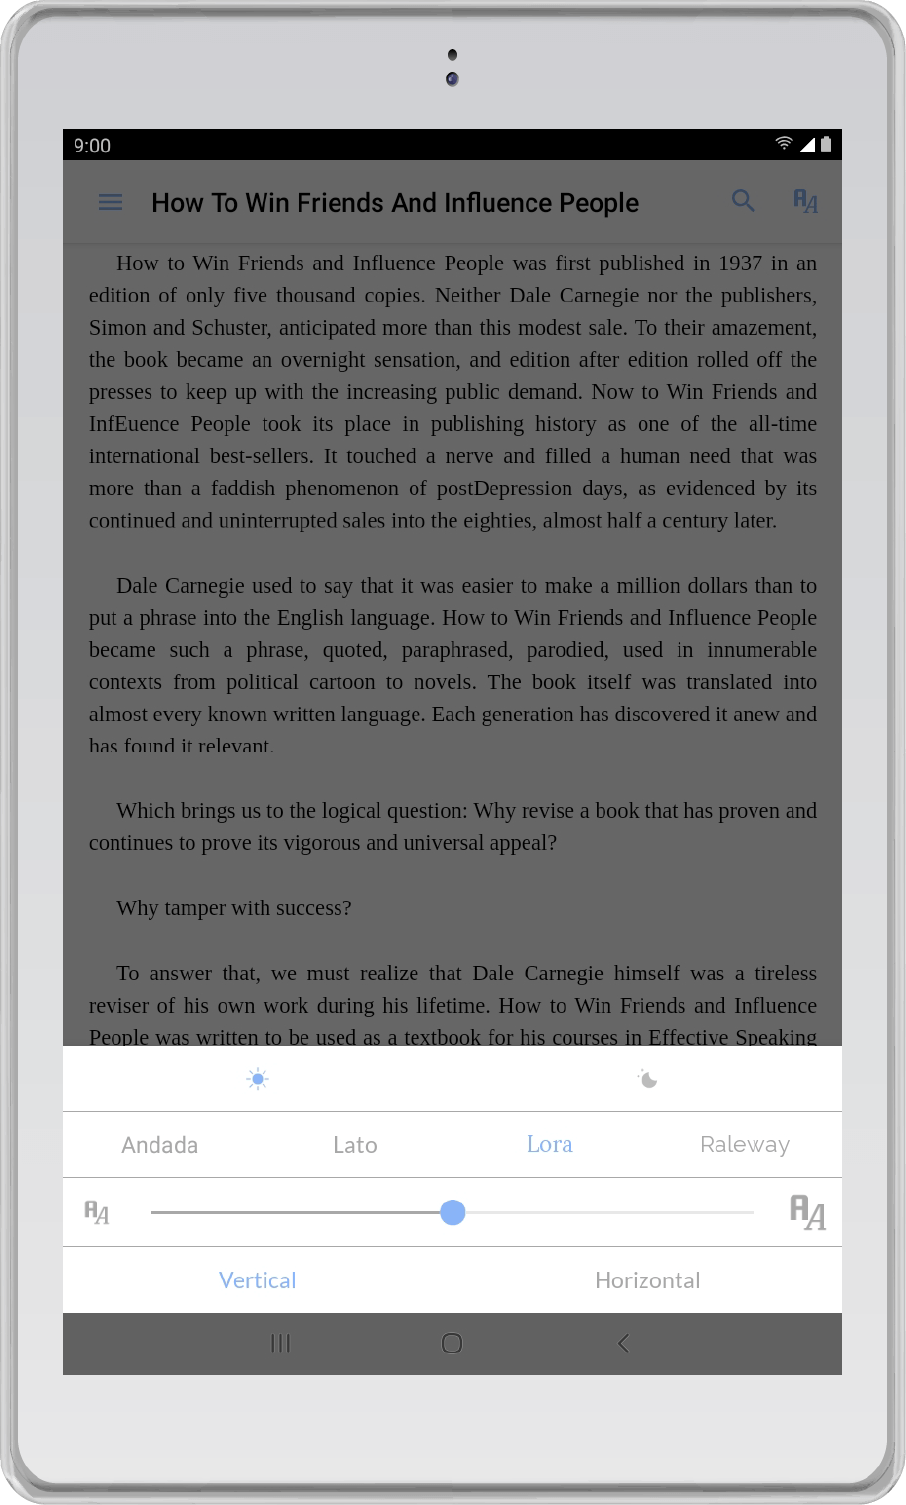 9:00
How To Win Friends And Influence People
AA
How to Win Friends and Influence People was first published in 1937 in an
edition of only five thousand copies. Neither Dale Carnegie nor the publishers,
Simon and Schuster, anticipated more than this modest sale. To their amazement,
the book became an overnight sensation, and edition after edition rolled off the
presses to keep up with the increasing public demand. Now to Win Friends and
InfEuence People took its place in publishing history as one of the all-time
international best-sellers. It touched a nerve and filled a human need that was
more than a faddish phenomenon of postDepression days, as evidenced by its
continued and uninterrupted sales into the eighties, almost half a century later.
Dale Carnegie used to say that it was easier to make a million dollars than to
put a phrase into the English language. How to Win Friends and Influence People
became such a phrase, quoted, paraphrased, parodied, used in innumerable
contexts from political cartoon to novels. The book itself was translated into
almost every known written language. Each generation has discovered it anew and
has found it relevant.
Which brings us to the logical question: Why revise a book that has proven and
continues to prove its vigorous and universal appeal?
Why tamper with success?
To answer that, we must realize that Dale Carnegie himself was a tireless
reviser of his own work during his lifetime. How to Win Friends and Influence
People was written to be used as a textbook for his courses in Effective Speaking
Andada Lato Lora Raleway
AA AA
Vertical Horizontal